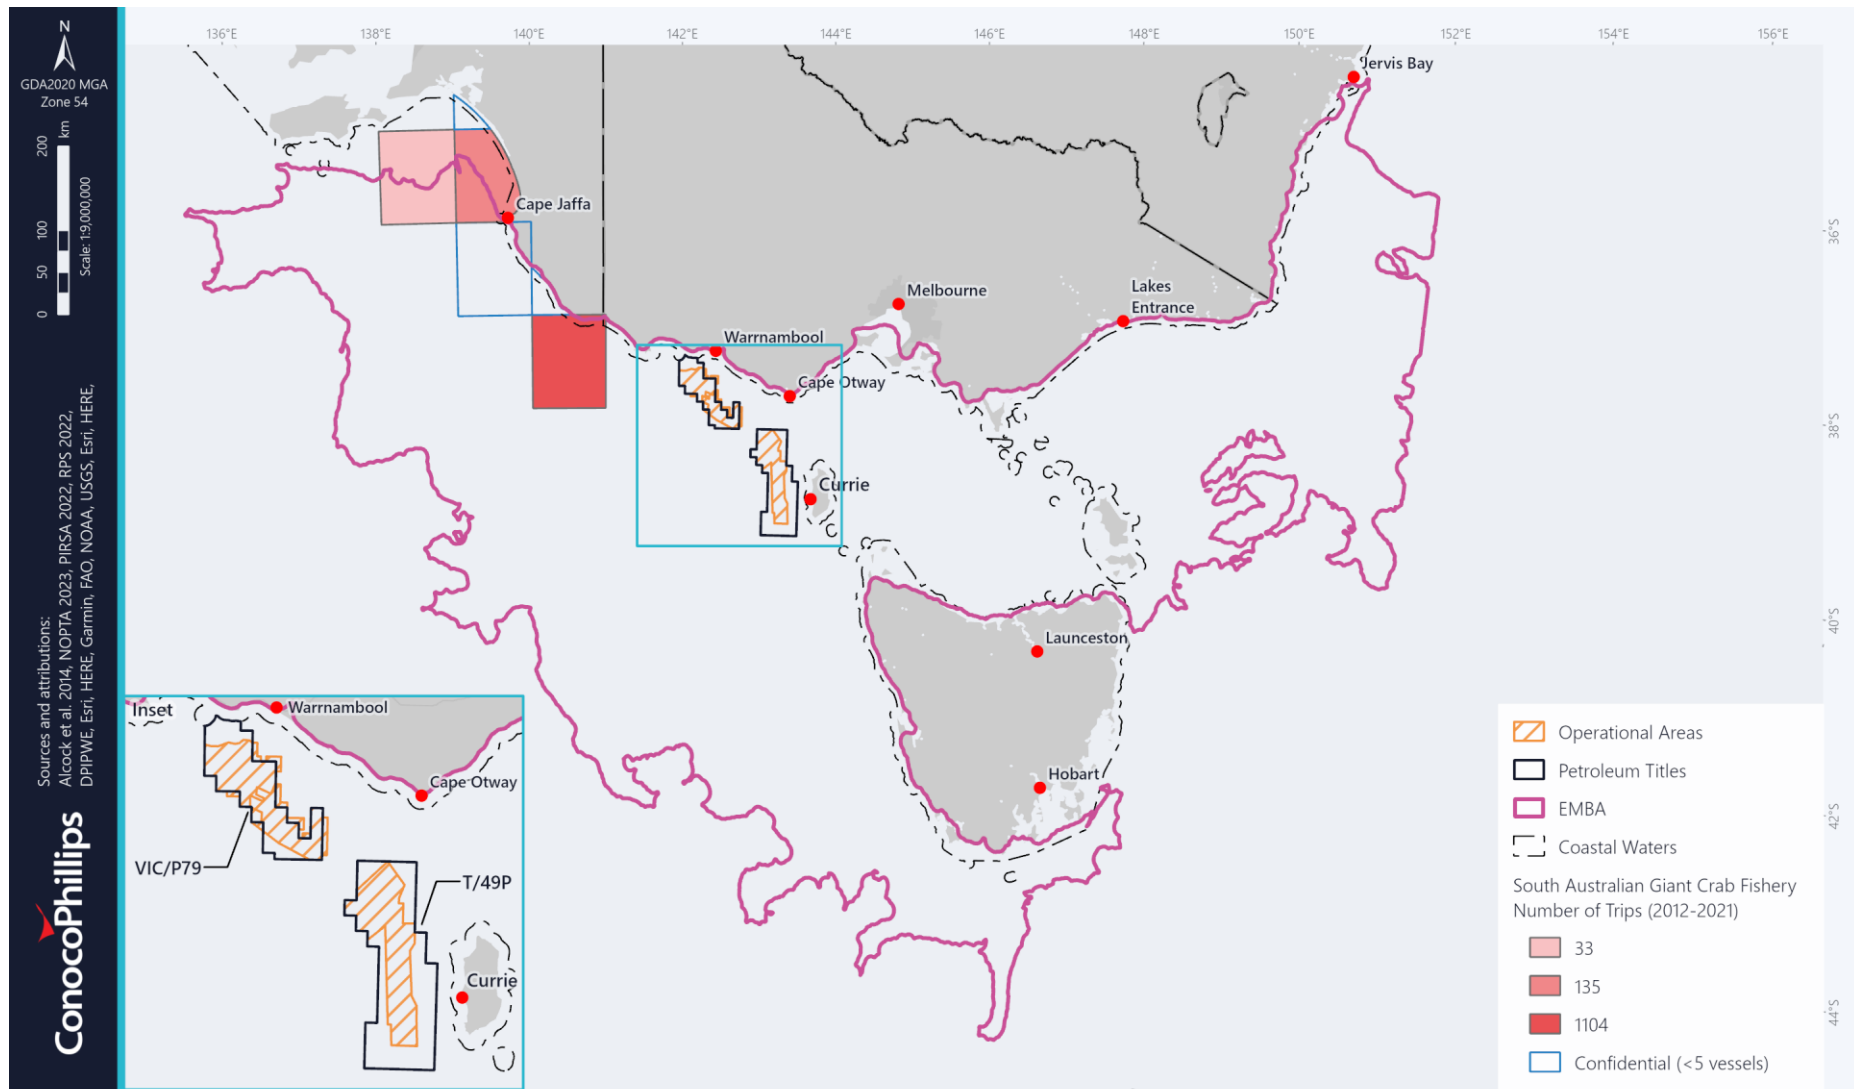 N
GDA2020 MGA
Zone 54
0 50 100 200 km
Scale: 1:9,000,000
Sources and attributions:
Alcock et al. 2014, NOPTA 2023, PIRSA 2022, RPS 2022,
DPIPWE, Esri, HERE, Garmin, FAO, NOAA, USGS, Esri, HERE,
ConocoPhillips
136°E 138°E 140°E 142°E 144°E 146°E 148°E 150°E 152°E 154°E 156°E
Jervis Bay
Cape Jaffa
36°S
Melbourne
Lakes
Entrance
Warrnambool
Cape Otway
38°S
Currie
40°S
Launceston
Hobart
42°S
44°S
Inset
Warrnambool
Cape Otway
VIC/P79
T/49P
Currie
Operational Areas
Petroleum Titles
EMBA
Coastal Waters
South Australian Giant Crab Fishery
Number of Trips (2012-2021)
33
135
1104
Confidential (<5 vessels)